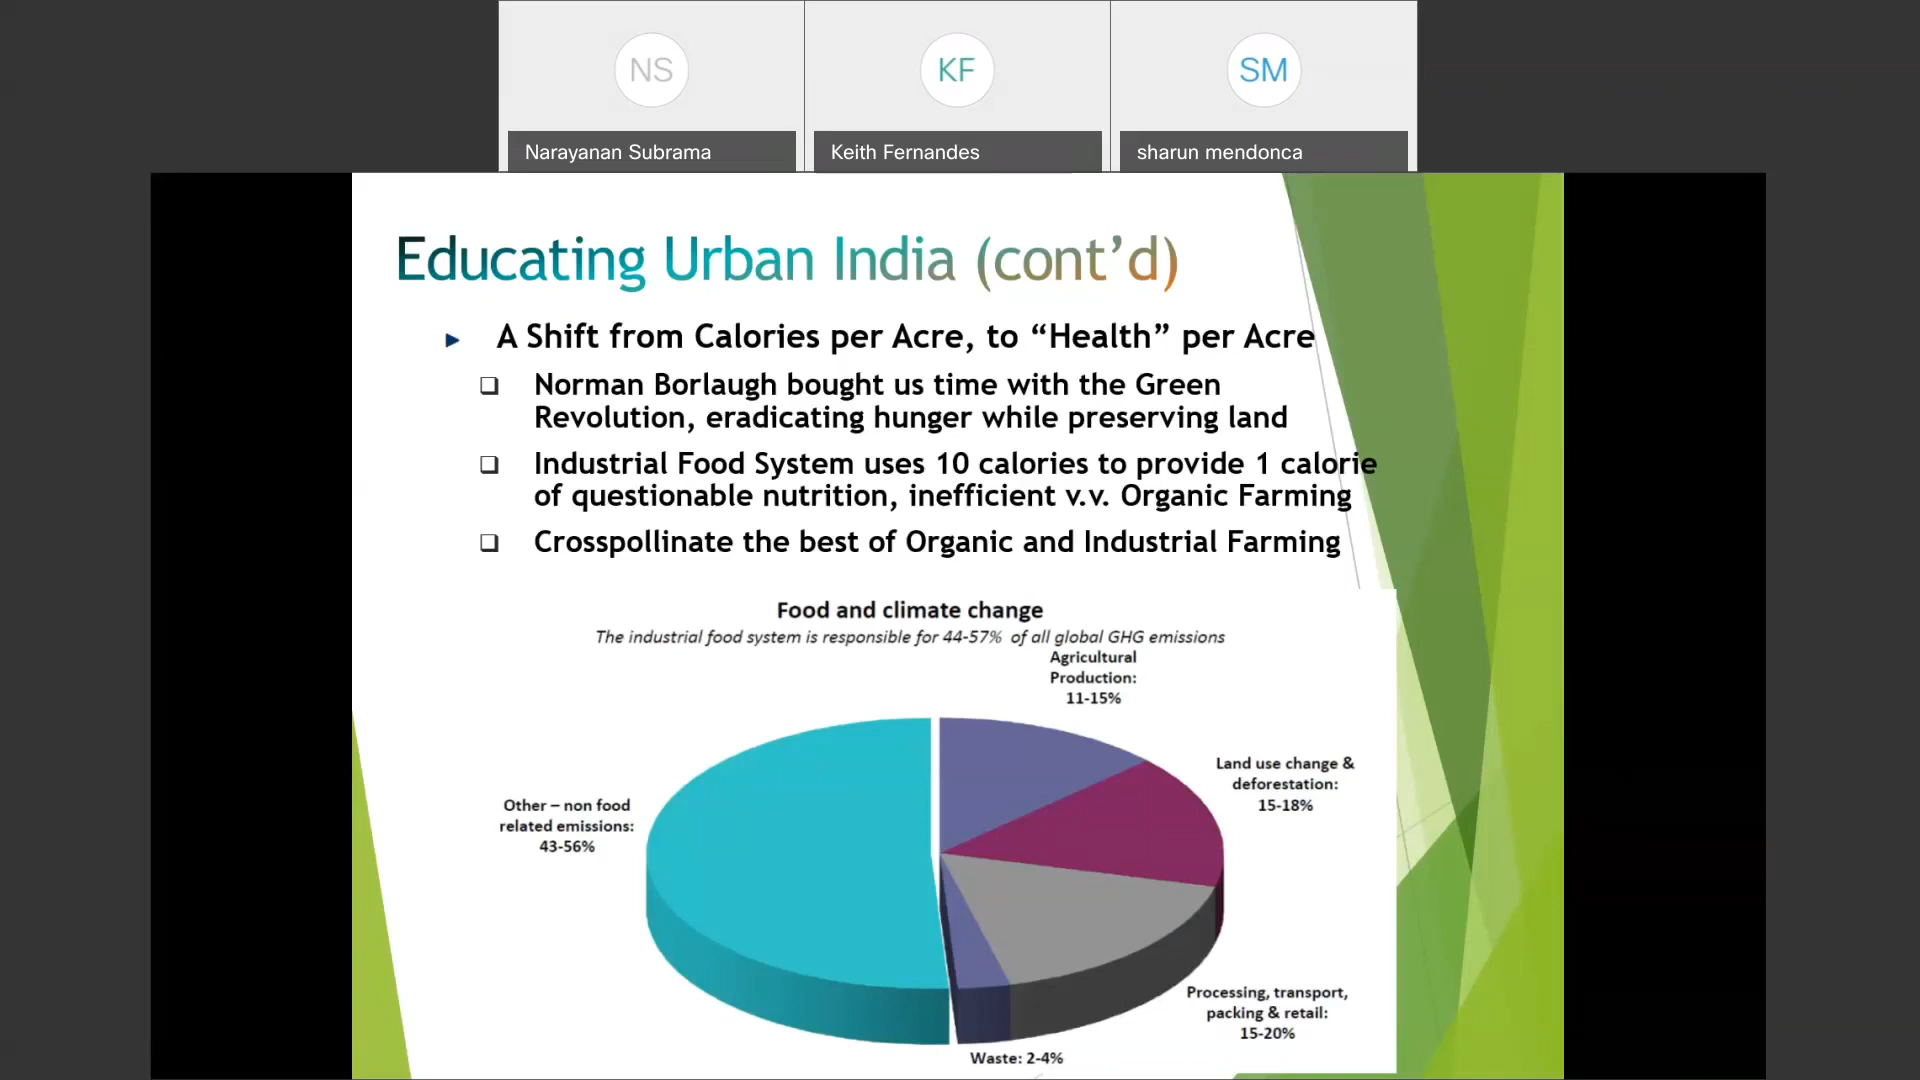 NS
KF
SM
Narayanan Subrama
Keith Fernandes
sharun mendonca
Educating Urban India (cont’d)
A Shift from Calories per Acre, to “Health” per Acre
Norman Borlaugh bought us time with the Green
Revolution, eradicating hunger while preserving land
Industrial Food System uses 10 calories to provide 1 calorie
of questionable nutrition, inefficient v.v. Organic Farming
Crosspollinate the best of Organic and Industrial Farming
Food and climate change
The industrial food system is responsible for 44-57% of all global GHG emissions
Agricultural
Production:
11-15%
Land use change &
deforestation:
15-18%
Other – non food
related emissions:
43-56%
Processing, transport,
packing & retail:
15-20%
Waste: 2-4%